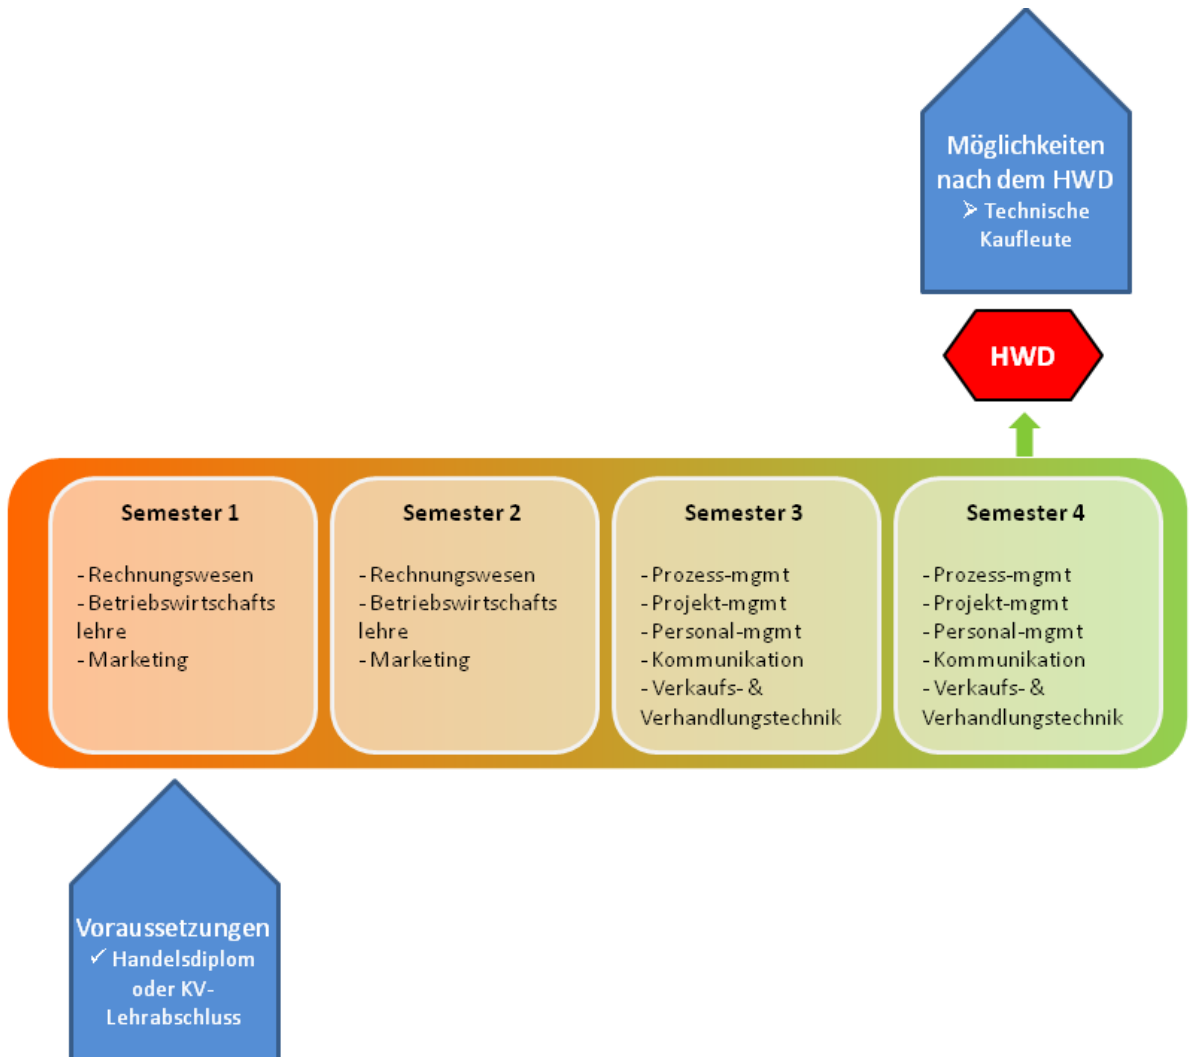 Möglichkeiten
nach dem HWD
➢ Technische
Kaufleute
HWD
Semester 1
- Rechnungswesen
- Betriebswirtschafts
lehre
- Marketing
Semester 2
- Rechnungswesen
- Betriebswirtschafts
lehre
- Marketing
Semester 3
- Prozess-mgmt
- Projekt-mgmt
- Personal-mgmt
- Kommunikation
- Verkaufs- &
Verhandlungstechnik
Semester 4
- Prozess-mgmt
- Projekt-mgmt
- Personal-mgmt
- Kommunikation
- Verkaufs- &
Verhandlungstechnik
Voraussetzungen
✓ Handelsdiplom
oder KV-
Lehrabschluss